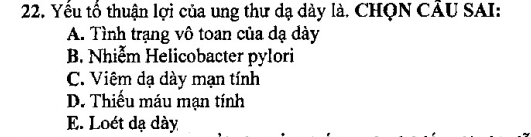 22. Yếu tố thuận lợi của ung thư dạ dày là. CHỌN CÂU SAI:
A. Tình trạng vô toan của dạ dày
B. Nhiễm Helicobacter pylori
C. Viêm dạ dày mạn tính
D. Thiếu máu mạn tính
E. Loét dạ dày